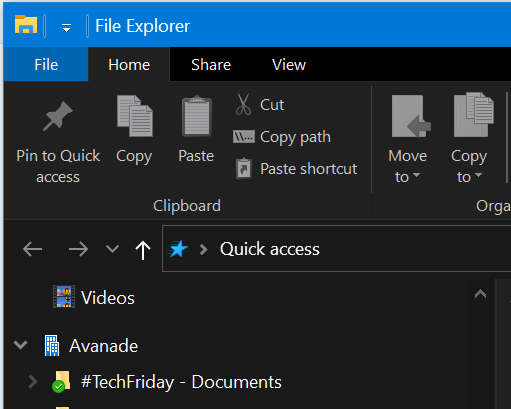 File Explorer
File Home Share View
Pin to Quick access
Copy
Paste
Cut
Copy path
Paste shortcut
Move to
Copy to
Clipboard
Orga
Quick access
Videos
Avanade
#TechFriday - Documents